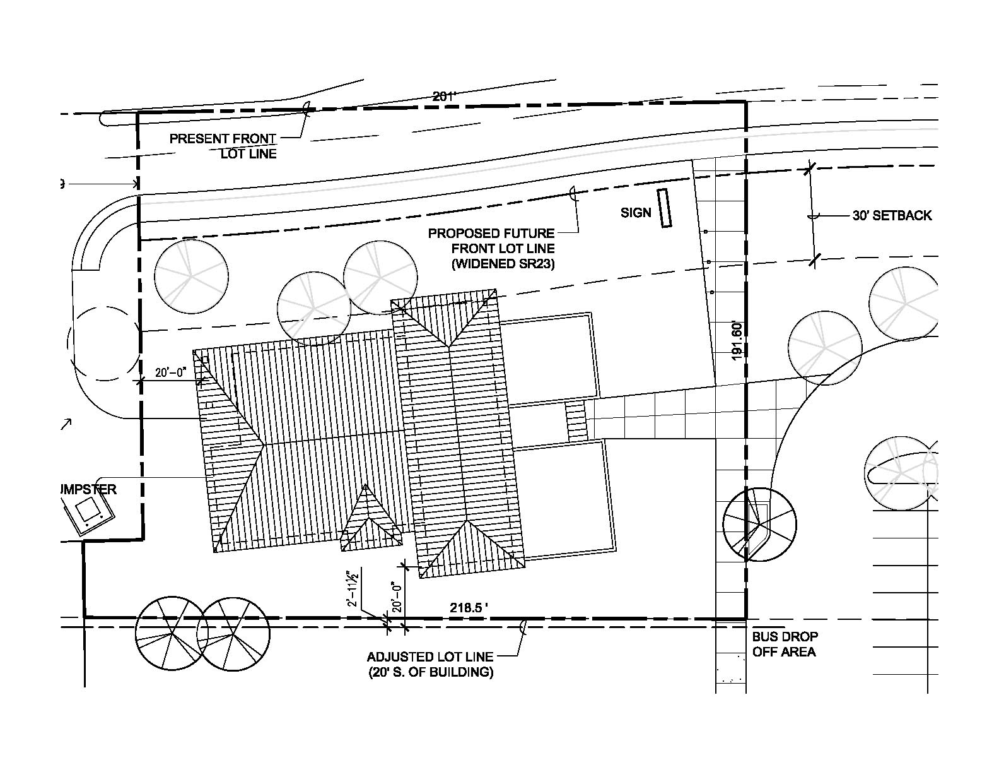 201'
PRESENT FRONT
LOT LINE
9
SIGN
30' SETBACK
PROPOSED FUTURE
FRONT LOT LINE
(WIDENED SR23)
191.60'
20'-0"
UMPSTER
2'-11½"
20'-0"
218.5 '
BUS DROP
OFF AREA
ADJUSTED LOT LINE
(20' S. OF BUILDING)